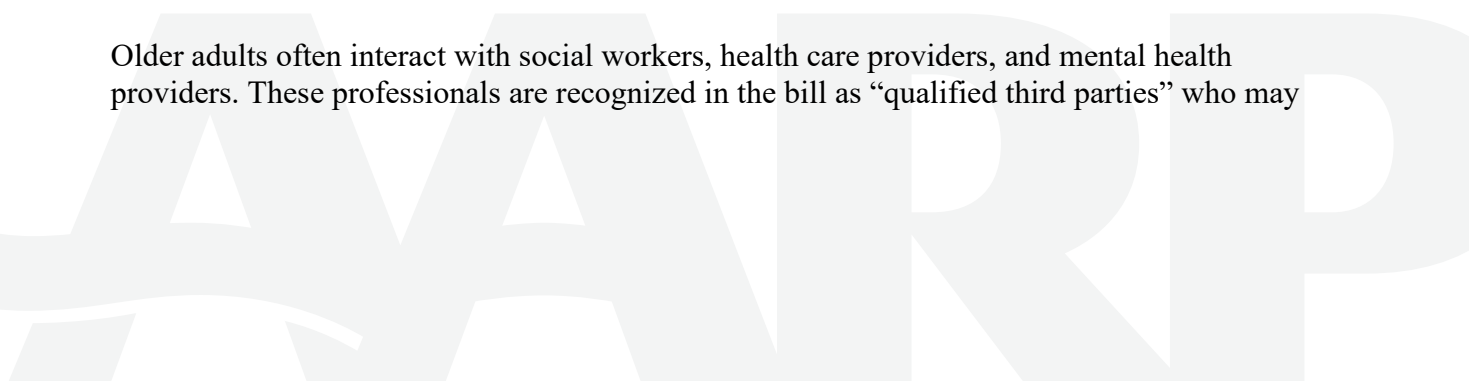 Older adults often interact with social workers, health care providers, and mental health
providers. These professionals are recognized in the bill as “qualified third parties” who may
AARP